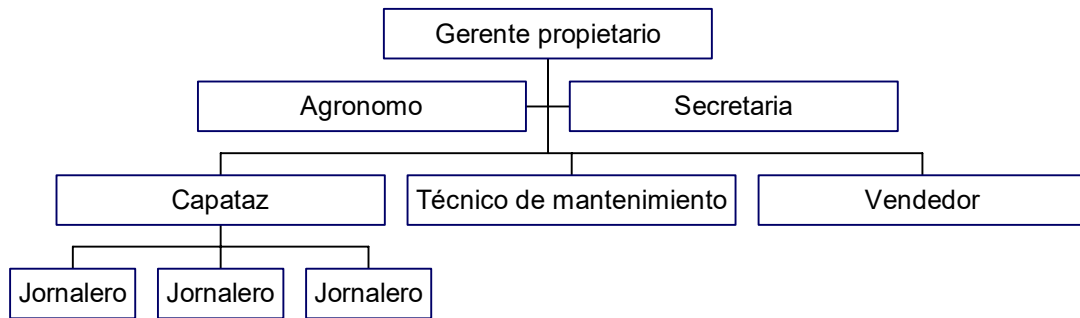 Gerente propietario
Agronomo
Secretaria
Capataz
Técnico de mantenimiento
Vendedor
Jornalero
Jornalero
Jornalero